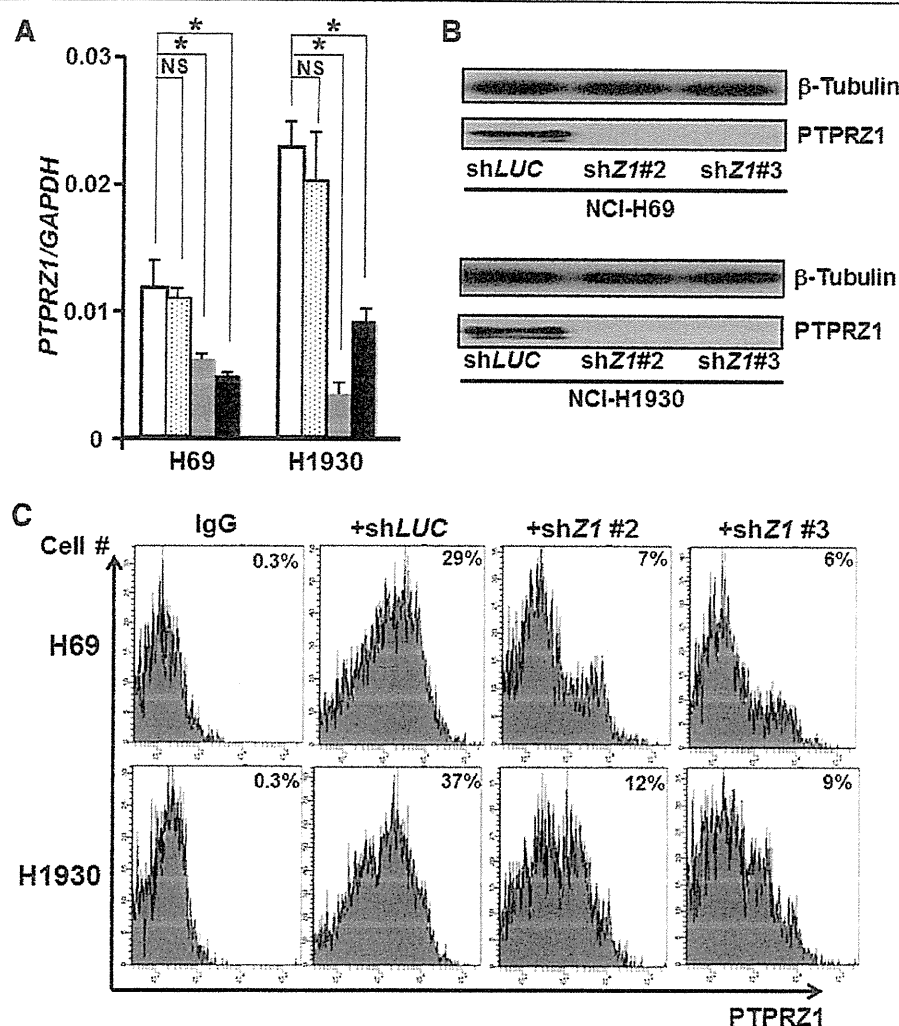 A
*
*
NS
*
*
NS
0.03
0.02
0.01
0
PTPRZ1/GAPDH
H69
H1930
B
β-Tubulin
PTPRZ1
shLUC shZ1#2 shZ1#3
NCI-H69
β-Tubulin
PTPRZ1
shLUC shZ1#2 shZ1#3
NCI-H1930
C
Cell #
IgG
+shLUC
+shZ1 #2
+shZ1 #3
H69
0.3%
29%
7%
6%
H1930
0.3%
37%
12%
9%
PTPRZ1